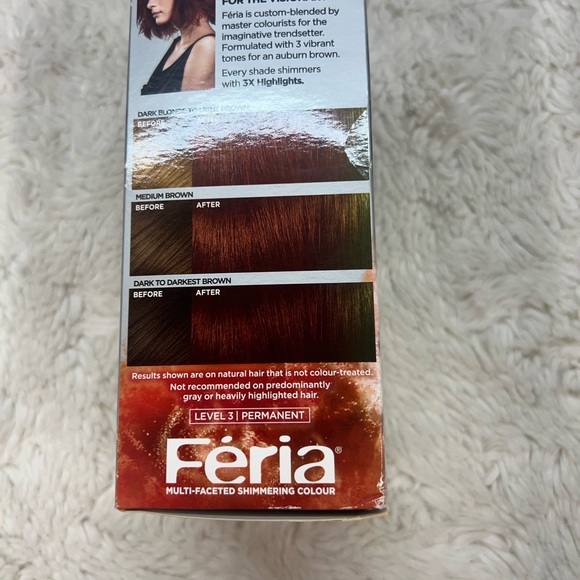 Féria is custom-blended by
master colourists for the
imaginative trendsetter.
Formulated with 3 vibrant
tones for an auburn brown.
Every shade shimmers
with 3X Highlights.
DARK BLONDE TO
BEFORE
MEDIUM BROWN
BEFORE AFTER
DARK TO DARKEST BROWN
BEFORE AFTER
Results shown are on natural hair that is not colour-treated.
Not recommended on predominantly
gray or heavily highlighted hair.
LEVEL 3 | PERMANENT
Féria®
MULTI-FACETED SHIMMERING COLOUR